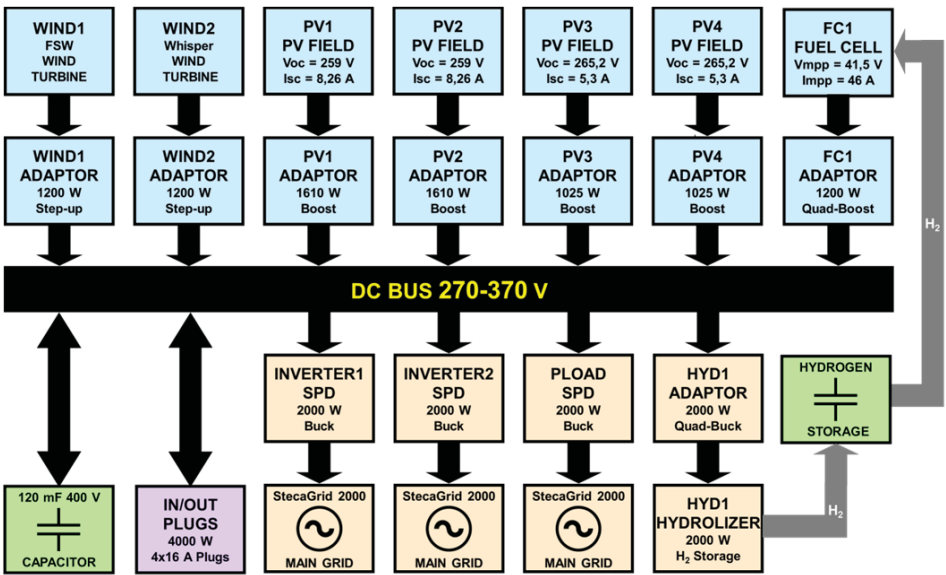 WIND1
FSW
WIND
TURBINE
WIND2
Whisper
WIND
TURBINE
PV1
PV FIELD
Voc = 259 V
Isc = 8,26 A
PV2
PV FIELD
Voc = 259 V
Isc = 8,26 A
PV3
PV FIELD
Voc = 265,2 V
Isc = 5,3 A
PV4
PV FIELD
Voc = 265,2 V
Isc = 5,3 A
FC1
FUEL CELL
Vmpp = 41,5 V
Impp = 46 A
WIND1
ADAPTOR
1200 W
Step-up
WIND2
ADAPTOR
1200 W
Step-up
PV1
ADAPTOR
1610 W
Boost
PV2
ADAPTOR
1610 W
Boost
PV3
ADAPTOR
1025 W
Boost
PV4
ADAPTOR
1025 W
Boost
FC1
ADAPTOR
1200 W
Quad-Boost
H₂
DC BUS 270-370 V
INVERTER1
SPD
2000 W
Buck
INVERTER2
SPD
2000 W
Buck
PLOAD
SPD
2000 W
Buck
HYD1
ADAPTOR
2000 W
Quad-Buck
HYDROGEN
STORAGE
120 mF 400 V
CAPACITOR
IN/OUT
PLUGS
4000 W
4x16 A Plugs
StecaGrid 2000
MAIN GRID
StecaGrid 2000
MAIN GRID
StecaGrid 2000
MAIN GRID
HYD1
HYDROLIZER
2000 W
H₂ Storage
H₂